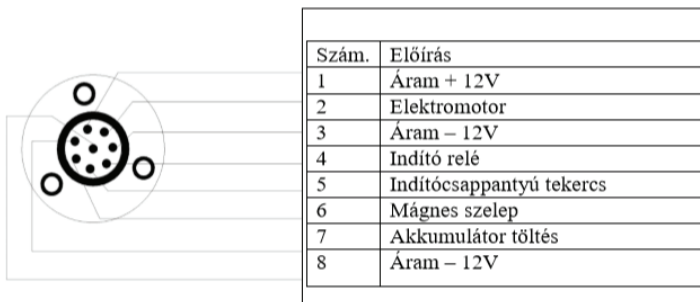 Szám. Előírás
1 Áram + 12V
2 Elektromotor
3 Áram – 12V
4 Indító relé
5 Indítócsappantyú tekercs
6 Mágnes szelep
7 Akkumulátor töltés
8 Áram – 12V